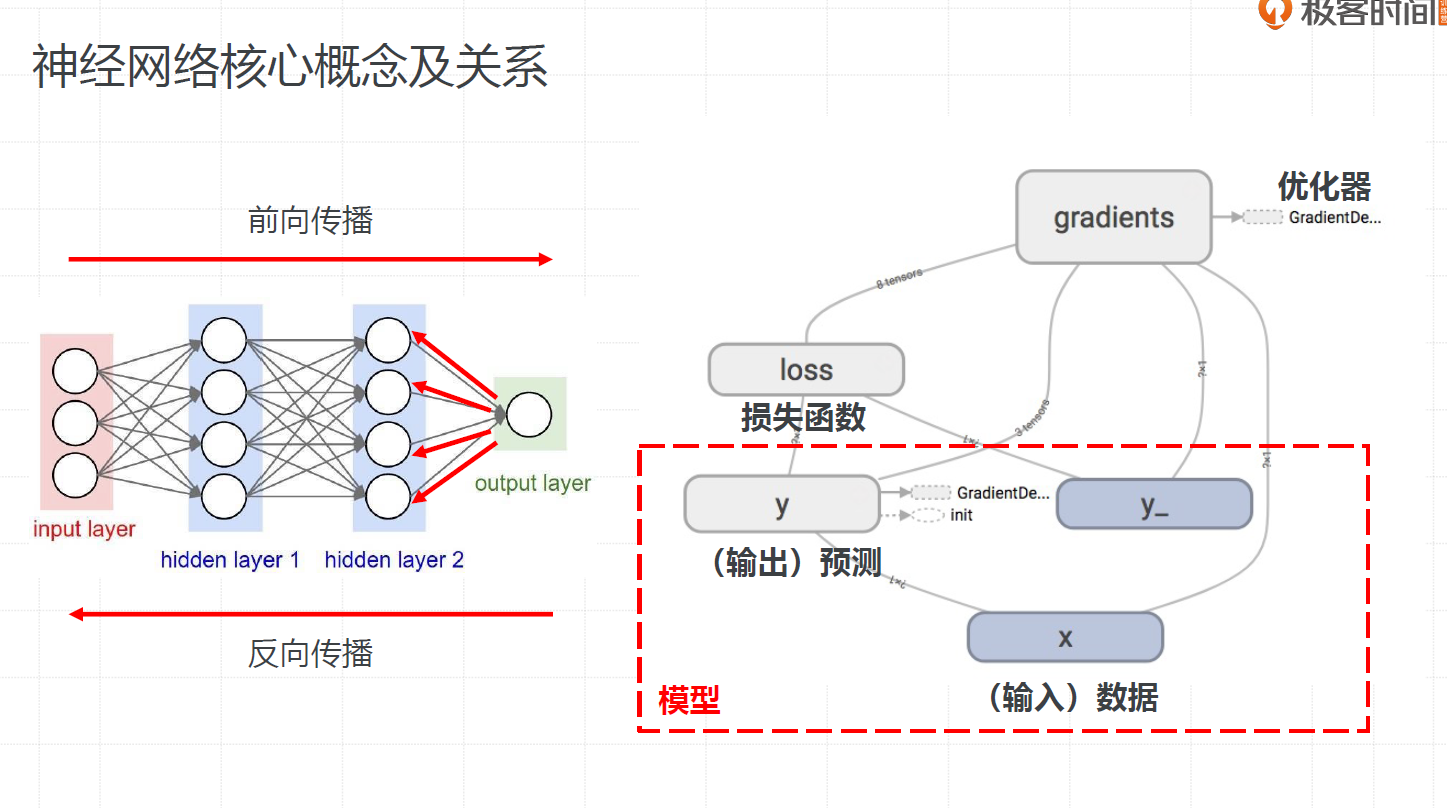 极客时间
神经网络核心概念及关系
前向传播
input layer
hidden layer 1
hidden layer 2
output layer
反向传播
优化器
gradients
GradientDe...
8 tensors
loss
损失函数
?×1
?×1
3 tensors
?×1
?×1
y
GradientDe...
init
y_
（输出）预测
?×1
x
（输入）数据
模型